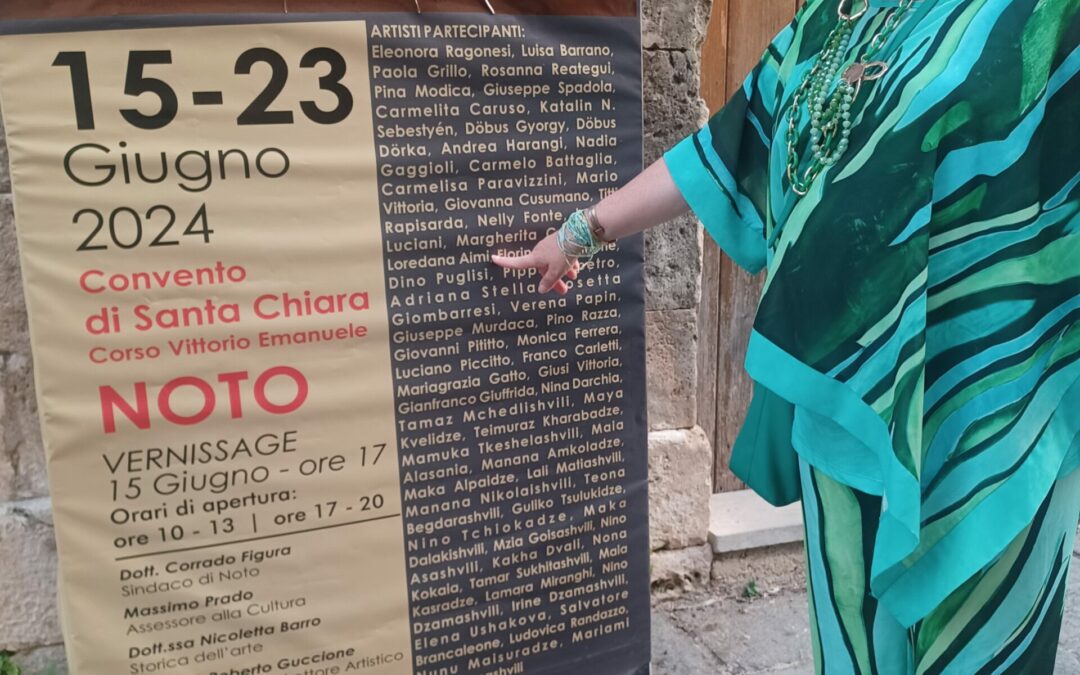 15-23
Giugno
2024
Convento
di Santa Chiara
Corso Vittorio Emanuele
NOTO
VERNISSAGE
15 Giugno - ore 17
Orari di apertura:
ore 10 - 13 | ore 17 - 20
Dott. Corrado Figura
Sindaco di Noto
Massimo Prado
Assessore alla Cultura
Dott.ssa Nicoletta Barro
Storica dell'arte
Roberto Guccione
Artistico
ARTISTI PARTECIPANTI:
Eleonora Ragonesi, Luisa Barrano,
Paola Grillo, Rosanna Reategui,
Pina Modica, Giuseppe Spadola,
Carmelita Caruso, Katalin N.
Sebestyén, Döbus Gyorgy, Döbus
Dörka, Andrea Harangi, Nadia
Gaggioli, Carmelo Battaglia,
Carmelisa Paravizzini, Mario
Vittoria, Giovanna Cusumano, Titti
Rapisarda, Nelly Fonte,
Luciani, Margherita
Loredana Aimi,
Dino Puglisi,
Adriana Stella
Giombarresi, Verena Papin,
Giuseppe Murdaca, Pino Razza,
Giovanni Pititto, Monica Ferrera,
Luciano Piccitto, Franco Carletti,
Mariagrazia Gatto, Giusi Vittoria,
Gianfranco Giuffrida, Nina Darchia,
Tamaz Mchedlishvili, Maya
Kvelidze, Teimuraz Kharabadze,
Mamuka Tkeshelashvili, Maia
Alasania, Manana Amkoladze,
Maka Alpaidze, Lali Matiashvili,
Manana Nikolaishvili, Teona
Begdarashvili, Guliko Tsulukidze,
Nino Tchiokadze, Maka
Dalakishvili, Mzia Goisashvili, Nino
Asashvili, Kakha Dvali, Nona
Kokaia, Tamar Sukhitashvili, Maia
Kasradze, Lamara Miranghi, Nino
Dzamashvili, Irine Dzamashvili,
Elena Ushakova, Salvatore
Brancaleone, Ludovica Randazzo,
Nunu Maisuradze, Mariami